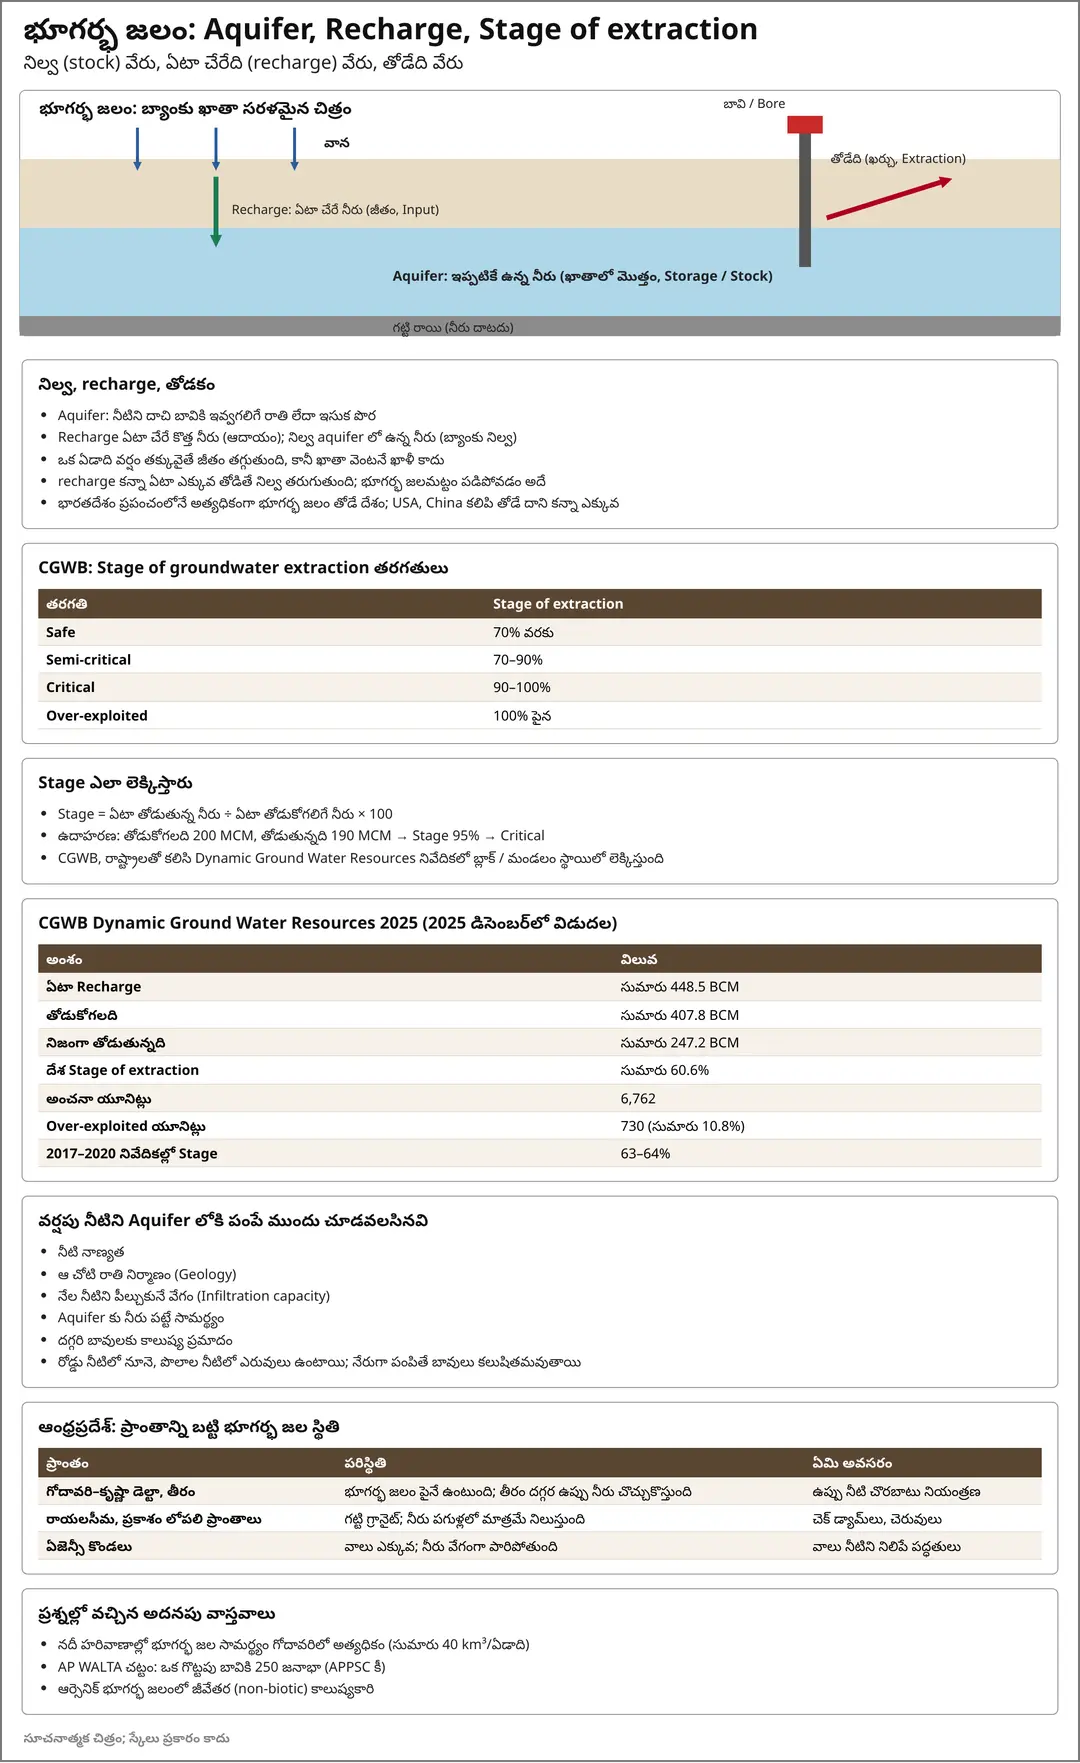 భూగర్భ జలం: Aquifer, Recharge, Stage of extraction
నిల్వ (stock) వేరు, ఏటా చేరేది (recharge) వేరు, తోడేది వేరు
భూగర్భ జలం: బ్యాంకు ఖాతా సరళమైన చిత్రం
బావి / Bore
వాన
తోడేది (ఖర్చు, Extraction)
Recharge: ఏటా చేరే నీరు (జీతం, Input)
Aquifer: ఇప్పటికే ఉన్న నీరు (ఖాతాలో మొత్తం, Storage / Stock)
గట్టి రాయి (నీరు దాటదు)
నిల్వ, recharge, తోడకం
• Aquifer: నీటిని దాచి బావికి ఇవ్వగలిగే రాతి లేదా ఇసుక పొర
• Recharge ఏటా చేరే కొత్త నీరు (ఆదాయం); నిల్వ aquifer లో ఉన్న నీరు (బ్యాంకు నిల్వ)
• ఒక ఏడాది వర్షం తక్కువైతే జీతం తగ్గుతుంది, కానీ ఖాతా వెంటనే ఖాళీ కాదు
• recharge కన్నా ఏటా ఎక్కువ తోడితే నిల్వ తరుగుతుంది; భూగర్భ జలమట్టం పడిపోవడం అదే
• భారతదేశం ప్రపంచంలోనే అత్యధికంగా భూగర్భ జలం తోడే దేశం; USA, China కలిపి తోడే దాని కన్నా ఎక్కువ
CGWB: Stage of groundwater extraction తరగతులు
తరగతి Stage of extraction
Safe 70% వరకు
Semi-critical 70–90%
Critical 90–100%
Over-exploited 100% పైన
Stage ఎలా లెక్కిస్తారు
• Stage = ఏటా తోడుతున్న నీరు ÷ ఏటా తోడుకోగలిగే నీరు × 100
• ఉదాహరణ: తోడుకోగలది 200 MCM, తోడుతున్నది 190 MCM → Stage 95% → Critical
• CGWB, రాష్ట్రాలతో కలిసి Dynamic Ground Water Resources నివేదికలో బ్లాక్ / మండలం స్థాయిలో లెక్కిస్తుంది
CGWB Dynamic Ground Water Resources 2025 (2025 డిసెంబర్‌లో విడుదల)
అంశం విలువ
ఏటా Recharge సుమారు 448.5 BCM
తోడుకోగలది సుమారు 407.8 BCM
నిజంగా తోడుతున్నది సుమారు 247.2 BCM
దేశ Stage of extraction సుమారు 60.6%
అంచనా యూనిట్లు 6,762
Over-exploited యూనిట్లు 730 (సుమారు 10.8%)
2017–2020 నివేదికల్లో Stage 63–64%
వర్షపు నీటిని Aquifer లోకి పంపే ముందు చూడవలసినవి
• నీటి నాణ్యత
• ఆ చోటి రాతి నిర్మాణం (Geology)
• నేల నీటిని పీల్చుకునే వేగం (Infiltration capacity)
• Aquifer కు నీరు పట్టే సామర్థ్యం
• దగ్గరి బావులకు కాలుష్య ప్రమాదం
• రోడ్డు నీటిలో నూనె, పొలాల నీటిలో ఎరువులు ఉంటాయి; నేరుగా పంపితే బావులు కలుషితమవుతాయి
ఆంధ్రప్రదేశ్: ప్రాంతాన్ని బట్టి భూగర్భ జల స్థితి
ప్రాంతం పరిస్థితి ఏమి అవసరం
గోదావరి–కృష్ణా డెల్టా, తీరం భూగర్భ జలం పైనే ఉంటుంది; తీరం దగ్గర ఉప్పు నీరు చొచ్చుకొస్తుంది ఉప్పు నీటి చొరబాటు నియంత్రణ
రాయలసీమ, ప్రకాశం లోపలి ప్రాంతాలు గట్టి గ్రానైట్; నీరు పగుళ్లలో మాత్రమే నిలుస్తుంది చెక్ డ్యామ్‌లు, చెరువులు
ఏజెన్సీ కొండలు వాలు ఎక్కువ; నీరు వేగంగా పారిపోతుంది వాలు నీటిని నిలిపే పద్ధతులు
ప్రశ్నల్లో వచ్చిన అదనపు వాస్తవాలు
• నదీ హరివాణాల్లో భూగర్భ జల సామర్థ్యం గోదావరిలో అత్యధికం (సుమారు 40 km³/ఏడాది)
• AP WALTA చట్టం: ఒక గొట్టపు బావికి 250 జనాభా (APPSC కీ)
• ఆర్సెనిక్ భూగర్భ జలంలో జీవేతర (non-biotic) కాలుష్యకారి
సూచనాత్మక చిత్రం; స్కేలు ప్రకారం కాదు